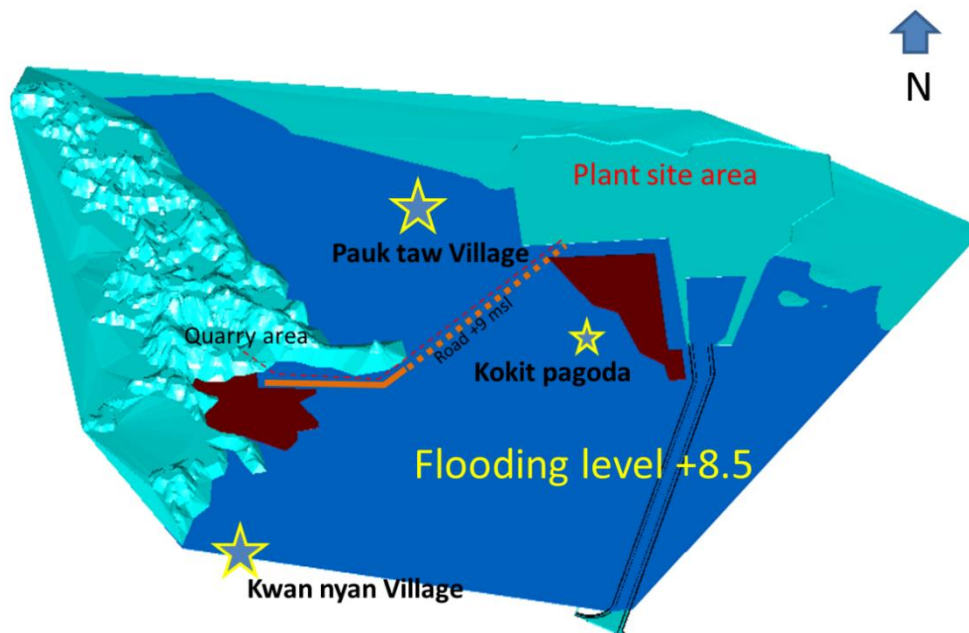 N
Plant site area
Pauk taw Village
Quarry area
Road +9 msl
Kokit pagoda
Flooding level +8.5
Kwan nyan Village